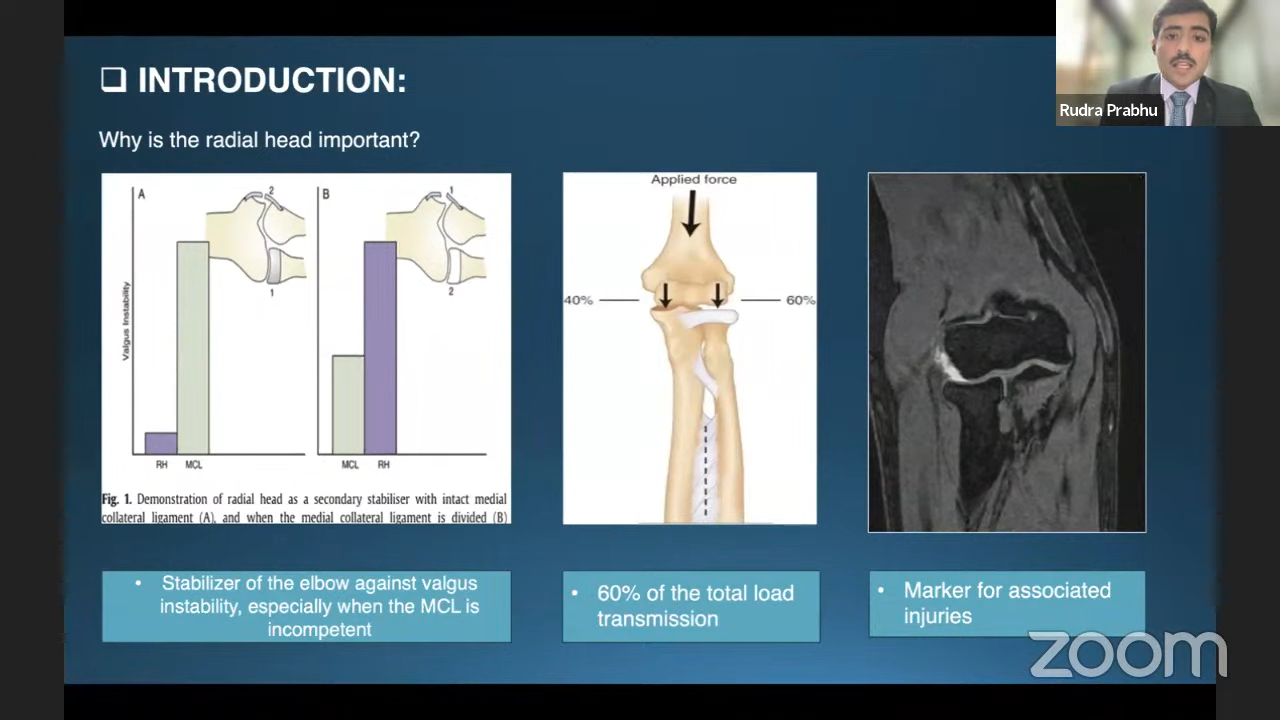 ❑ INTRODUCTION:
Rudra Prabhu
Why is the radial head important?
A
2
1
Valgus Instability
RH MCL
B
1
2
MCL RH
Fig. 1. Demonstration of radial head as a secondary stabiliser with intact medial
collateral ligament (A), and when the medial collateral ligament is divided (B)
Applied force
40%
60%
• Stabilizer of the elbow against valgus
instability, especially when the MCL is
incompetent
• 60% of the total load
transmission
• Marker for associated
injuries
zoom